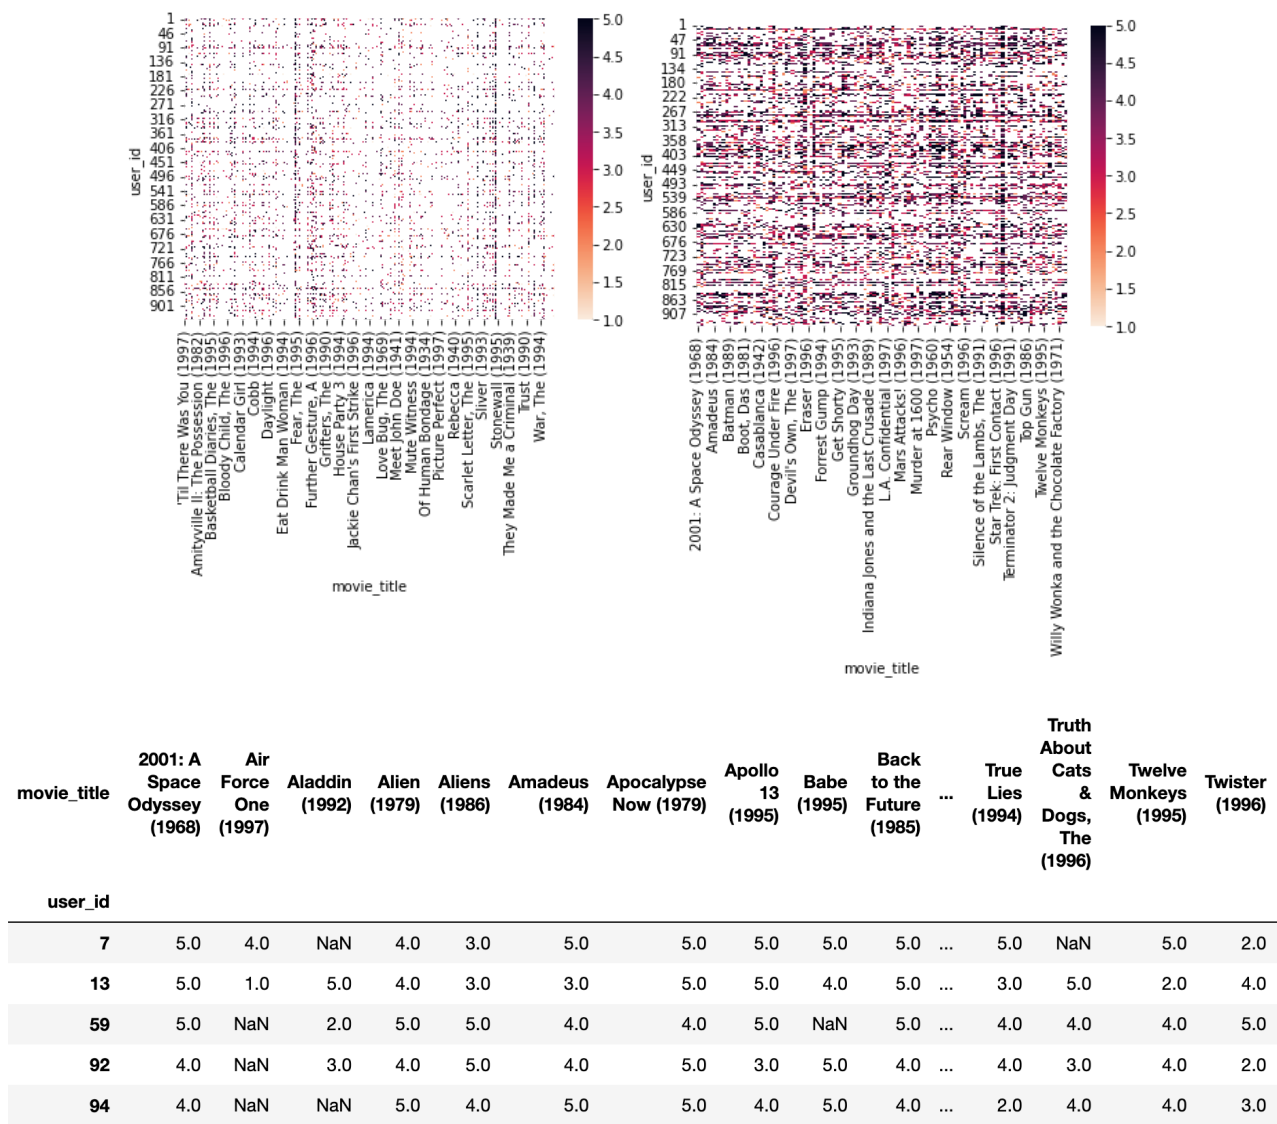 1
46
91
136
181
226
271
316
361
406
451
496
541
586
631
676
721
766
811
856
901
user_id
5.0
4.5
4.0
3.5
3.0
2.5
2.0
1.5
1.0
'Til There Was You (1997)
Amityville II: The Possession (1982)
Basketball Diaries, The (1995)
Bloody Child, The (1996)
Calendar Girl (1993)
Cobb (1994)
Daylight (1996)
Eat Drink Man Woman (1994)
Fear, The (1995)
Further Gesture, A (1996)
Grifters, The (1990)
House Party 3 (1994)
Jackie Chan's First Strike (1996)
Lamerica (1994)
Love Bug, The (1969)
Meet John Doe (1941)
Mute Witness (1994)
Of Human Bondage (1934)
Picture Perfect (1997)
Rebecca (1940)
Scarlet Letter, The (1995)
Sliver (1993)
Stonewall (1995)
They Made Me a Criminal (1939)
Trust (1990)
War, The (1994)
movie_title
1
47
91
134
180
222
267
313
358
403
449
493
539
586
630
676
723
769
815
863
907
user_id
5.0
4.5
4.0
3.5
3.0
2.5
2.0
1.5
1.0
2001: A Space Odyssey (1968)
Amadeus (1984)
Batman (1989)
Boot, Das (1981)
Casablanca (1942)
Courage Under Fire (1996)
Devil's Own, The (1997)
Eraser (1996)
Forrest Gump (1994)
Get Shorty (1995)
Groundhog Day (1993)
Indiana Jones and the Last Crusade (1989)
L.A. Confidential (1997)
Mars Attacks! (1996)
Murder at 1600 (1997)
Psycho (1960)
Rear Window (1954)
Scream (1996)
Silence of the Lambs, The (1991)
Star Trek: First Contact (1996)
Terminator 2: Judgment Day (1991)
Top Gun (1986)
Twelve Monkeys (1995)
Willy Wonka and the Chocolate Factory (1971)
movie_title
movie_title 2001: A Space Odyssey (1968) Air Force One (1997) Aladdin (1992) Alien (1979) Aliens (1986) Amadeus (1984) Apocalypse Now (1979) Apollo 13 (1995) Babe (1995) Back to the Future (1985) ... True Lies (1994) Truth About Cats & Dogs, The (1996) Twelve Monkeys (1995) Twister (1996)
user_id
7 5.0 4.0 NaN 4.0 3.0 5.0 5.0 5.0 5.0 5.0 ... 5.0 NaN 5.0 2.0
13 5.0 1.0 5.0 4.0 3.0 3.0 5.0 5.0 4.0 5.0 ... 3.0 5.0 2.0 4.0
59 5.0 NaN 2.0 5.0 5.0 4.0 4.0 5.0 NaN 5.0 ... 4.0 4.0 4.0 5.0
92 4.0 NaN 3.0 4.0 5.0 4.0 5.0 3.0 5.0 4.0 ... 4.0 3.0 4.0 2.0
94 4.0 NaN NaN 5.0 4.0 5.0 5.0 4.0 5.0 4.0 ... 2.0 4.0 4.0 3.0